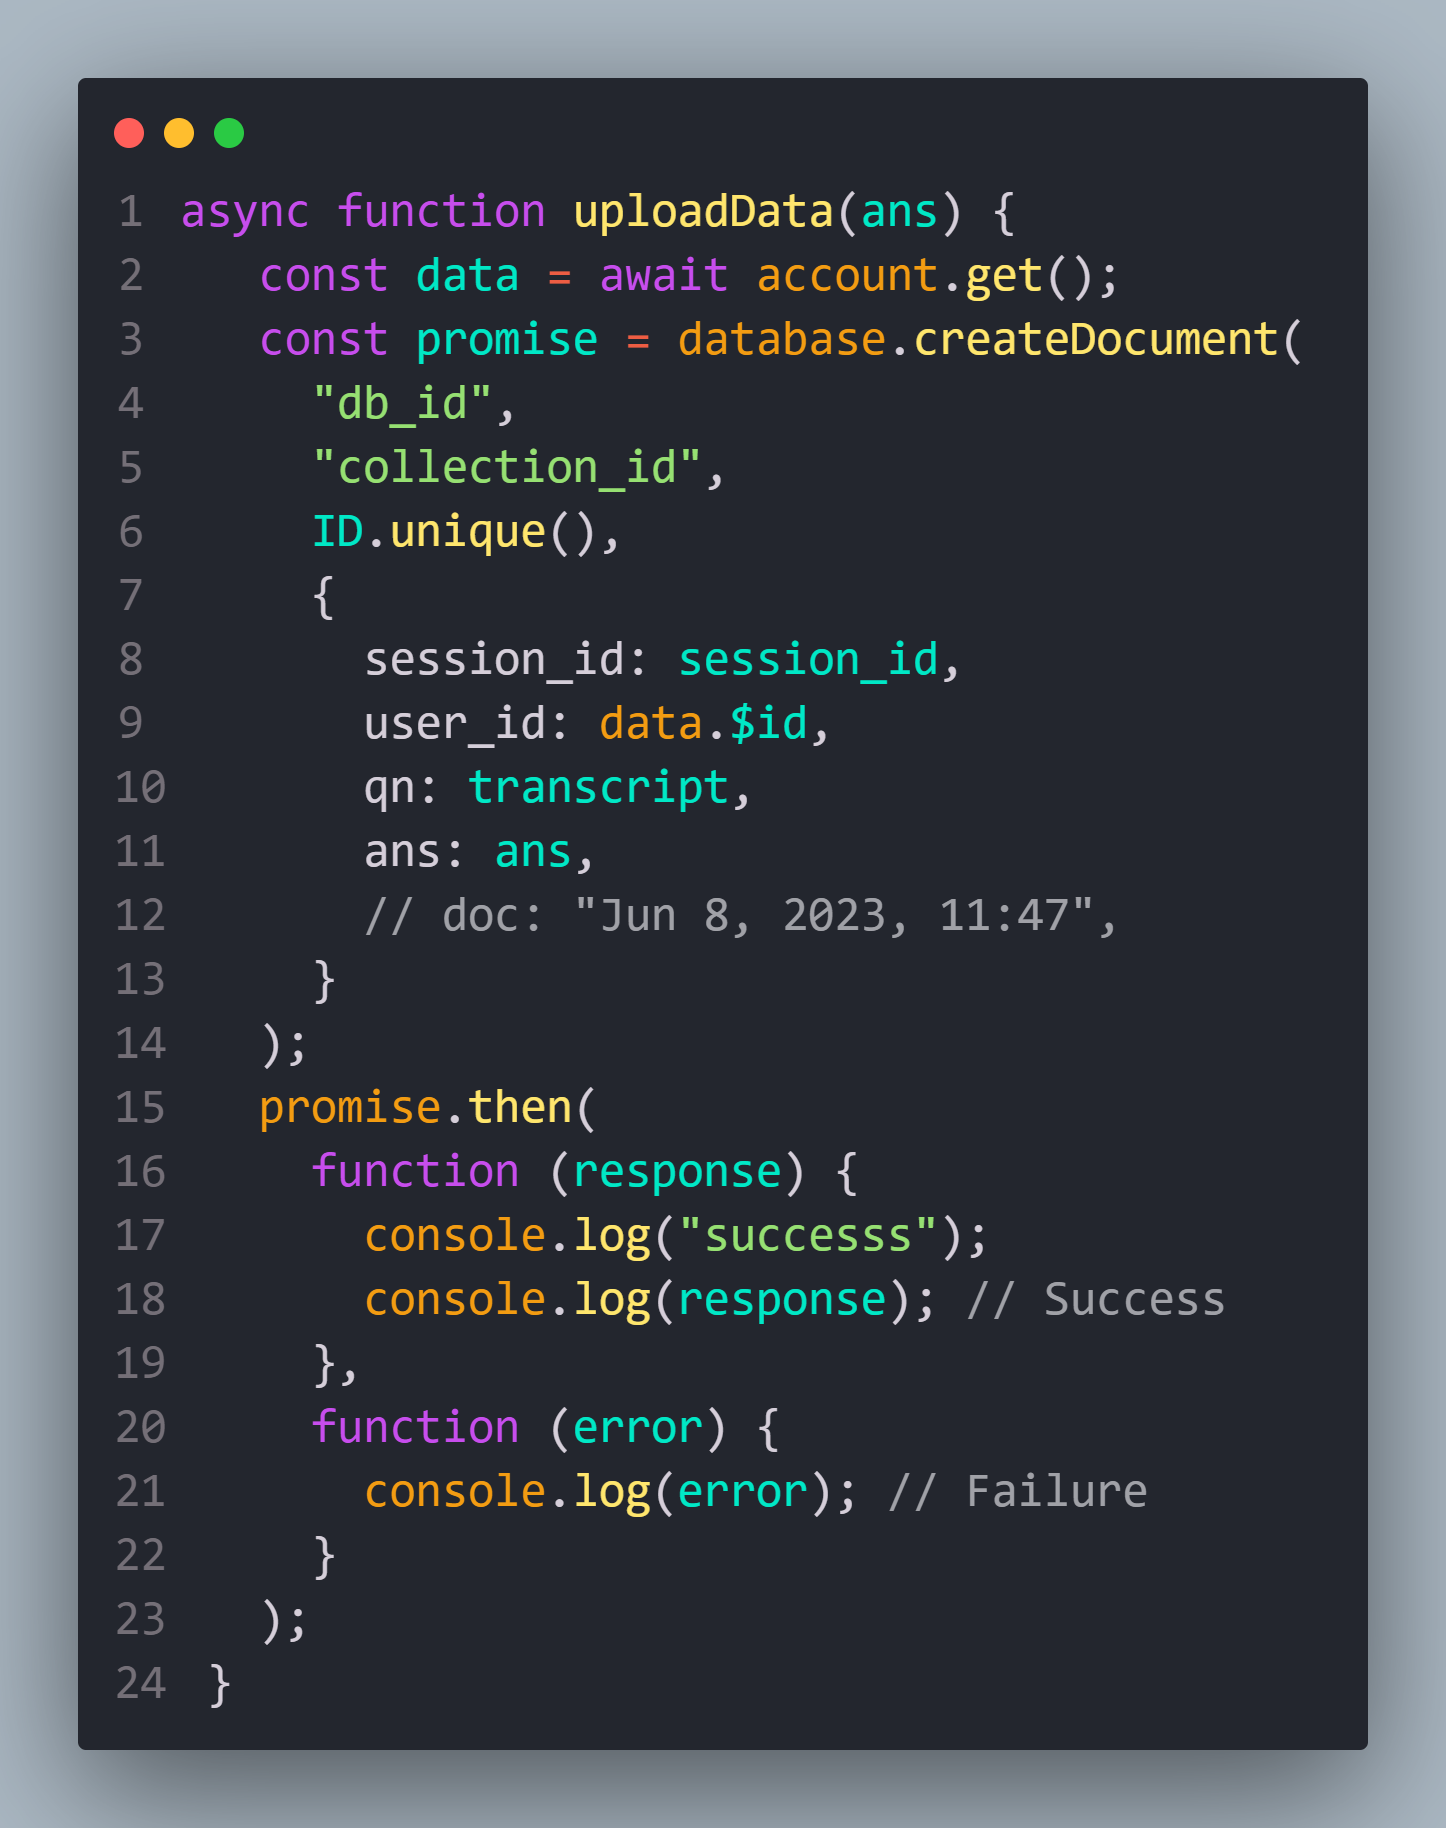 1 async function uploadData(ans) {
2    const data = await account.get();
3    const promise = database.createDocument(
4      "db_id",
5      "collection_id",
6      ID.unique(),
7      {
8        session_id: session_id,
9        user_id: data.$id,
10        qn: transcript,
11        ans: ans,
12        // doc: "Jun 8, 2023, 11:47",
13      }
14    );
15    promise.then(
16      function (response) {
17        console.log("successs");
18        console.log(response); // Success
19      },
20      function (error) {
21        console.log(error); // Failure
22      }
23    );
24  }